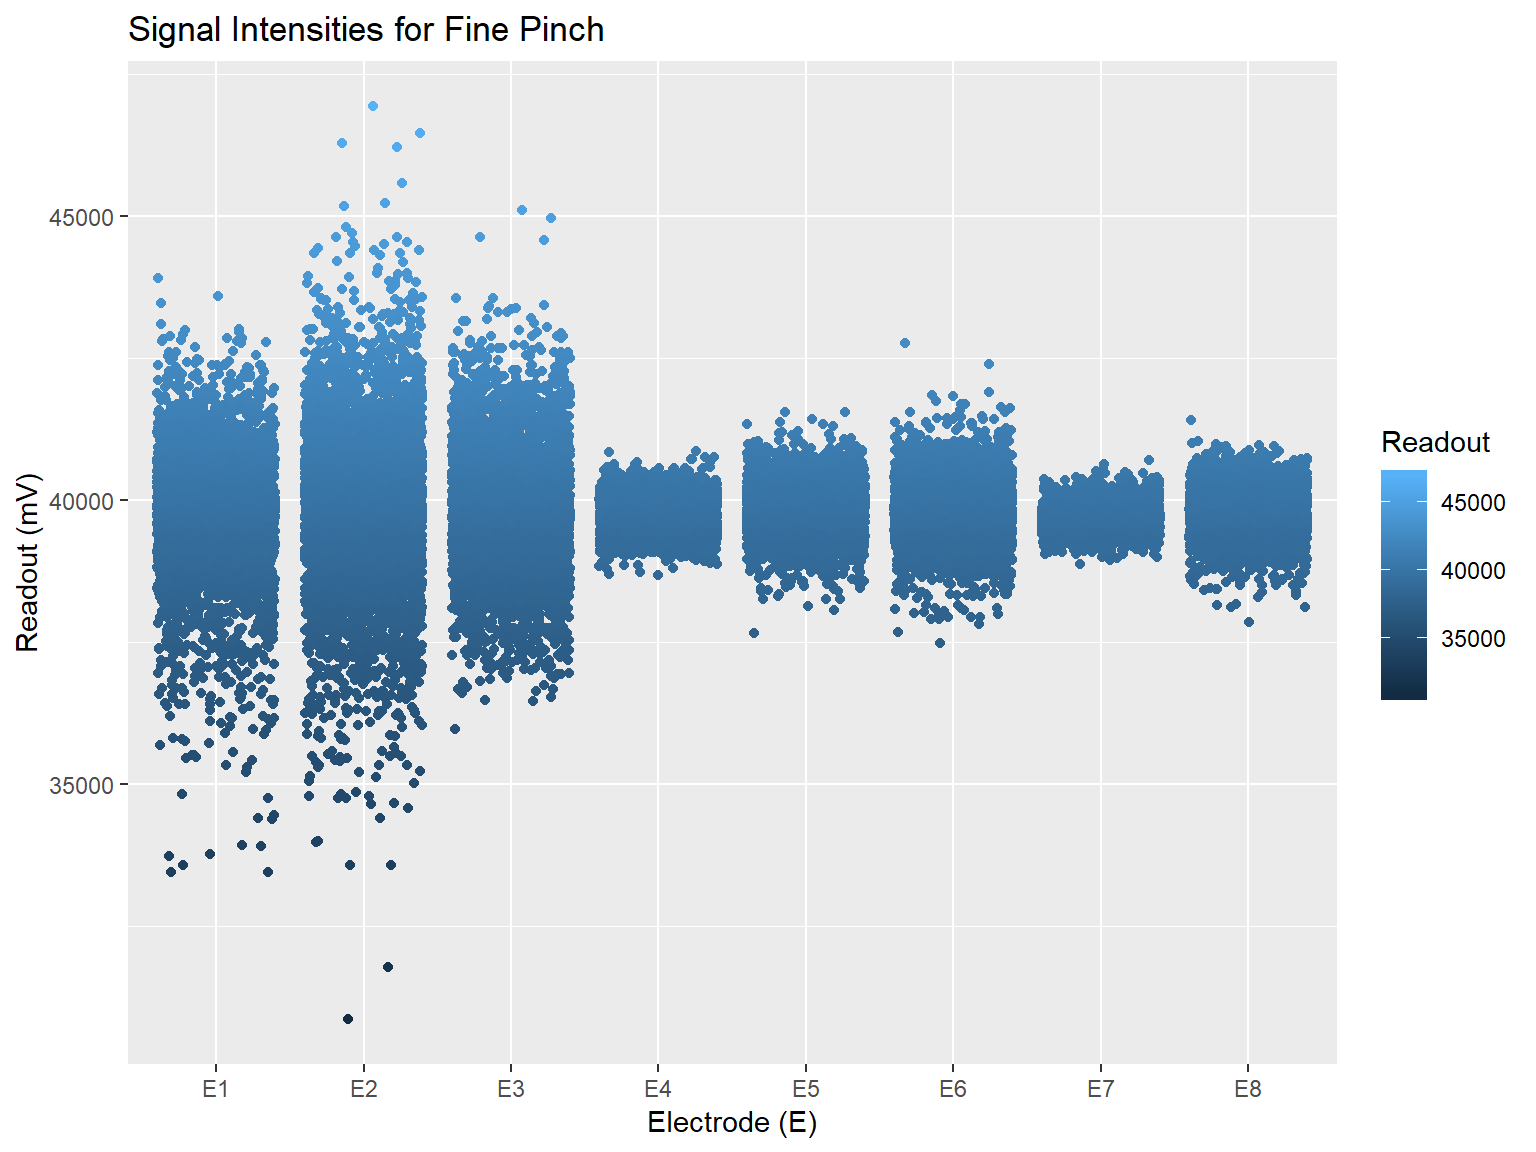 Signal Intensities for Fine Pinch
Readout (mV)
45000
40000
35000
E1 E2 E3 E4 E5 E6 E7 E8
Electrode (E)
Readout
45000
40000
35000